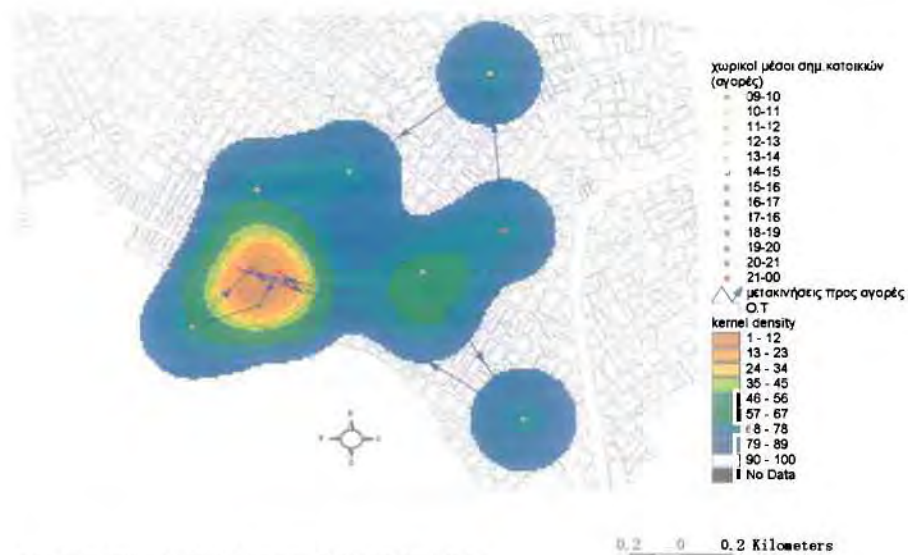 χωρικοί μέσοι σημ.κατοικιών
(αγορές)
09-10
10-11
11-12
12-13
13-14
14-15
15-16
16-17
17-18
18-19
19-20
20-21
21-00
μετακινήσεις προς αγορές
Ο.Τ
kernel density
1 - 12
13 - 23
24 - 34
35 - 45
46 - 56
57 - 67
68 - 78
79 - 89
90 - 100
No Data
0.2 0 0.2 Kilometers